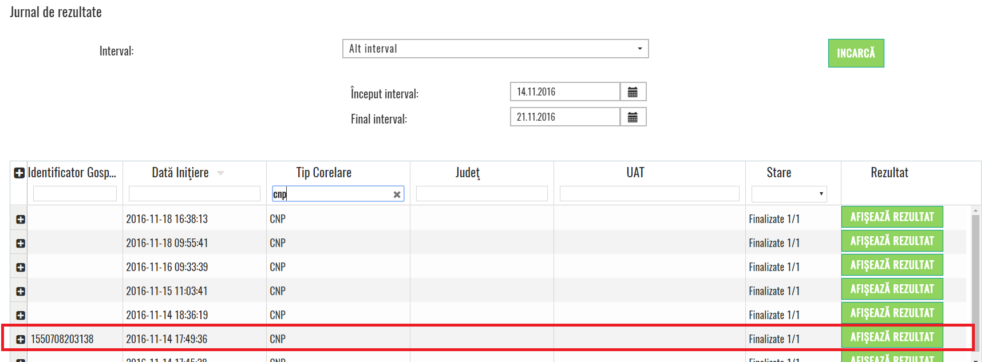 Jurnal de rezultate
Interval:
Alt interval
INCARCĂ
Început interval:
14.11.2016
Final interval:
21.11.2016
Identificator Gosp... Dată Iniţiere Tip Corelare Judeţ UAT Stare Rezultat
cnp
2016-11-18 16:38:13 CNP Finalizate 1/1 AFIȘEAZĂ REZULTAT
2016-11-18 09:55:41 CNP Finalizate 1/1 AFIȘEAZĂ REZULTAT
2016-11-16 09:33:39 CNP Finalizate 1/1 AFIȘEAZĂ REZULTAT
2016-11-15 11:03:41 CNP Finalizate 1/1 AFIȘEAZĂ REZULTAT
2016-11-14 18:36:19 CNP Finalizate 1/1 AFIȘEAZĂ REZULTAT
1550708203138 2016-11-14 17:49:36 CNP Finalizate 1/1 AFIȘEAZĂ REZULTAT
2016-11-14 CNP Finalizate 1/1 AFIȘEAZĂ REZULTAT